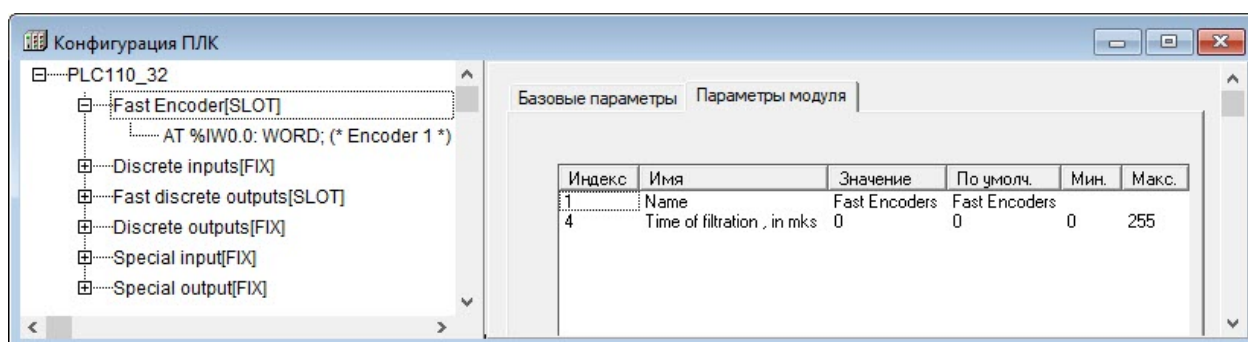 Конфигурация ПЛК
PLC110_32
Fast Encoder[SLOT]
AT %IW0.0: WORD; (* Encoder 1 *)
Discrete inputs[FIX]
Fast discrete outputs[SLOT]
Discrete outputs[FIX]
Special input[FIX]
Special output[FIX]
Базовые параметры Параметры модуля
Индекс Имя Значение По умолч. Мин. Макс.
1 Name Fast Encoders Fast Encoders
4 Time of filtration , in mks 0 0 0 255